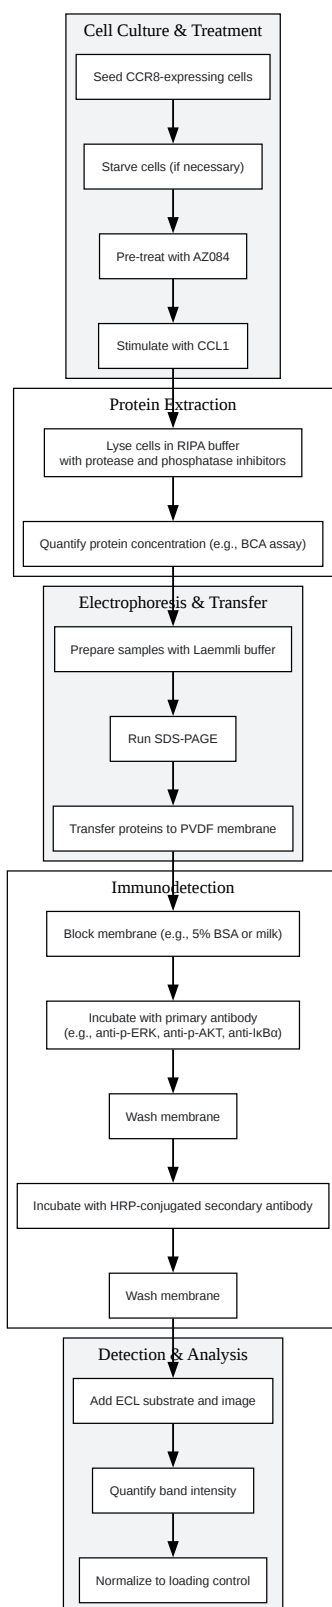 Cell Culture & Treatment
Seed CCR8-expressing cells
Starve cells (if necessary)
Pre-treat with AZ084
Stimulate with CCL1
Protein Extraction
Lyse cells in RIPA buffer
with protease and phosphatase inhibitors
Quantify protein concentration (e.g., BCA assay)
Electrophoresis & Transfer
Prepare samples with Laemmli buffer
Run SDS-PAGE
Transfer proteins to PVDF membrane
Immunodetection
Block membrane (e.g., 5% BSA or milk)
Incubate with primary antibody
(e.g., anti-p-ERK, anti-p-AKT, anti-IκBα)
Wash membrane
Incubate with HRP-conjugated secondary antibody
Wash membrane
Detection & Analysis
Add ECL substrate and image
Quantify band intensity
Normalize to loading control